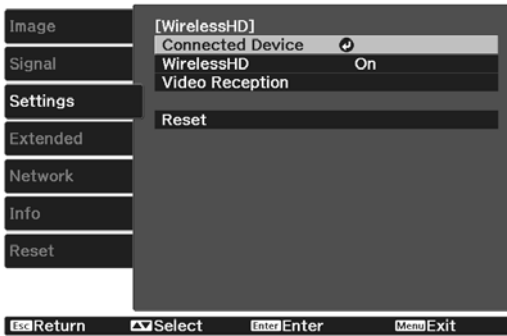 Image
Signal
Settings
Extended
Network
Info
Reset
[WirelessHD]
Connected Device
WirelessHD On
Video Reception
Reset
Esc Return Select Enter Enter Menu Exit